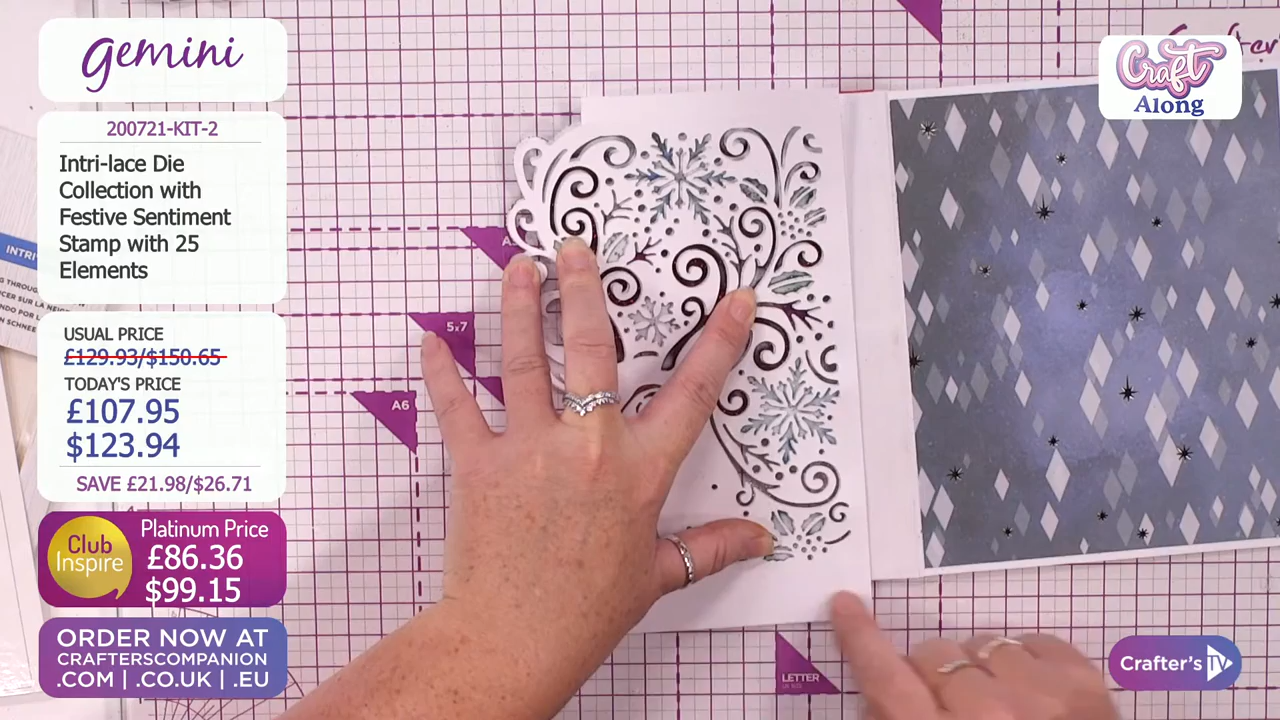 gemini
200721-KIT-2
Intri-lace Die
Collection with
Festive Sentiment
Stamp with 25
Elements
USUAL PRICE
£129.93/$150.65
TODAY'S PRICE
£107.95
$123.94
SAVE £21.98/$26.71
Club
Inspire
Platinum Price
£86.36
$99.15
ORDER NOW AT
CRAFTERSCOMPANION
.COM | .CO.UK | .EU
INTRI
5x7
A6
LETTER
Craft
Along
Crafter's TV